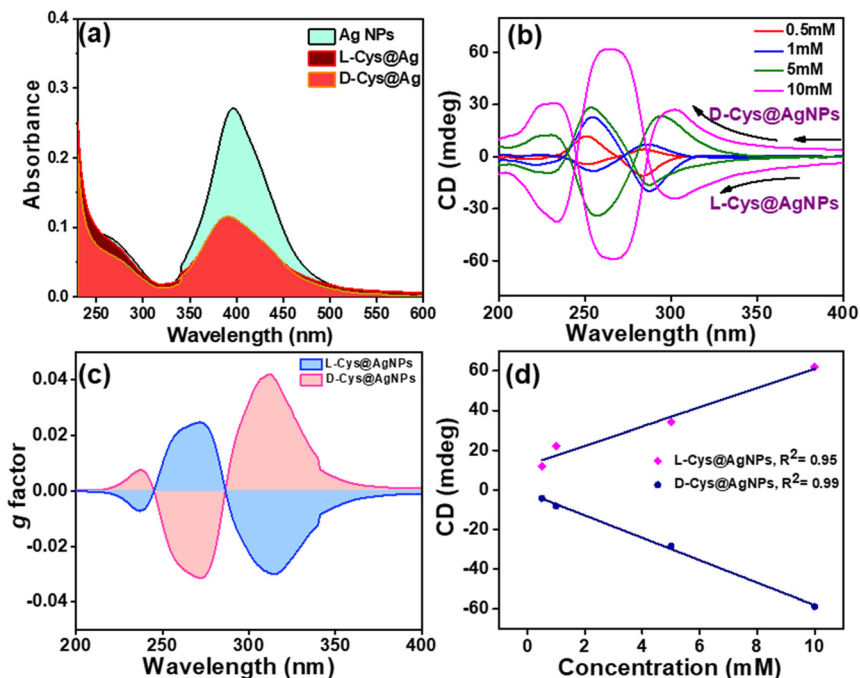 (a)
Ag NPs
L-Cys@Ag
D-Cys@Ag
0.4
0.3
0.2
0.1
0.0
Absorbance
250 300 350 400 450 500 550 600
Wavelength (nm)
(b)
0.5mM
1mM
5mM
10mM
D-Cys@AgNPs
L-Cys@AgNPs
60
30
0
-30
-60
CD (mdeg)
200 250 300 350 400
Wavelength (nm)
(c)
L-Cys@AgNPs
D-Cys@AgNPs
0.04
0.02
0.00
-0.02
-0.04
g factor
200 250 300 350 400
Wavelength (nm)
(d)
L-Cys@AgNPs, R2= 0.95
D-Cys@AgNPs, R2= 0.99
60
40
20
0
-20
-40
-60
CD (mdeg)
0 2 4 6 8 10
Concentration (mM)